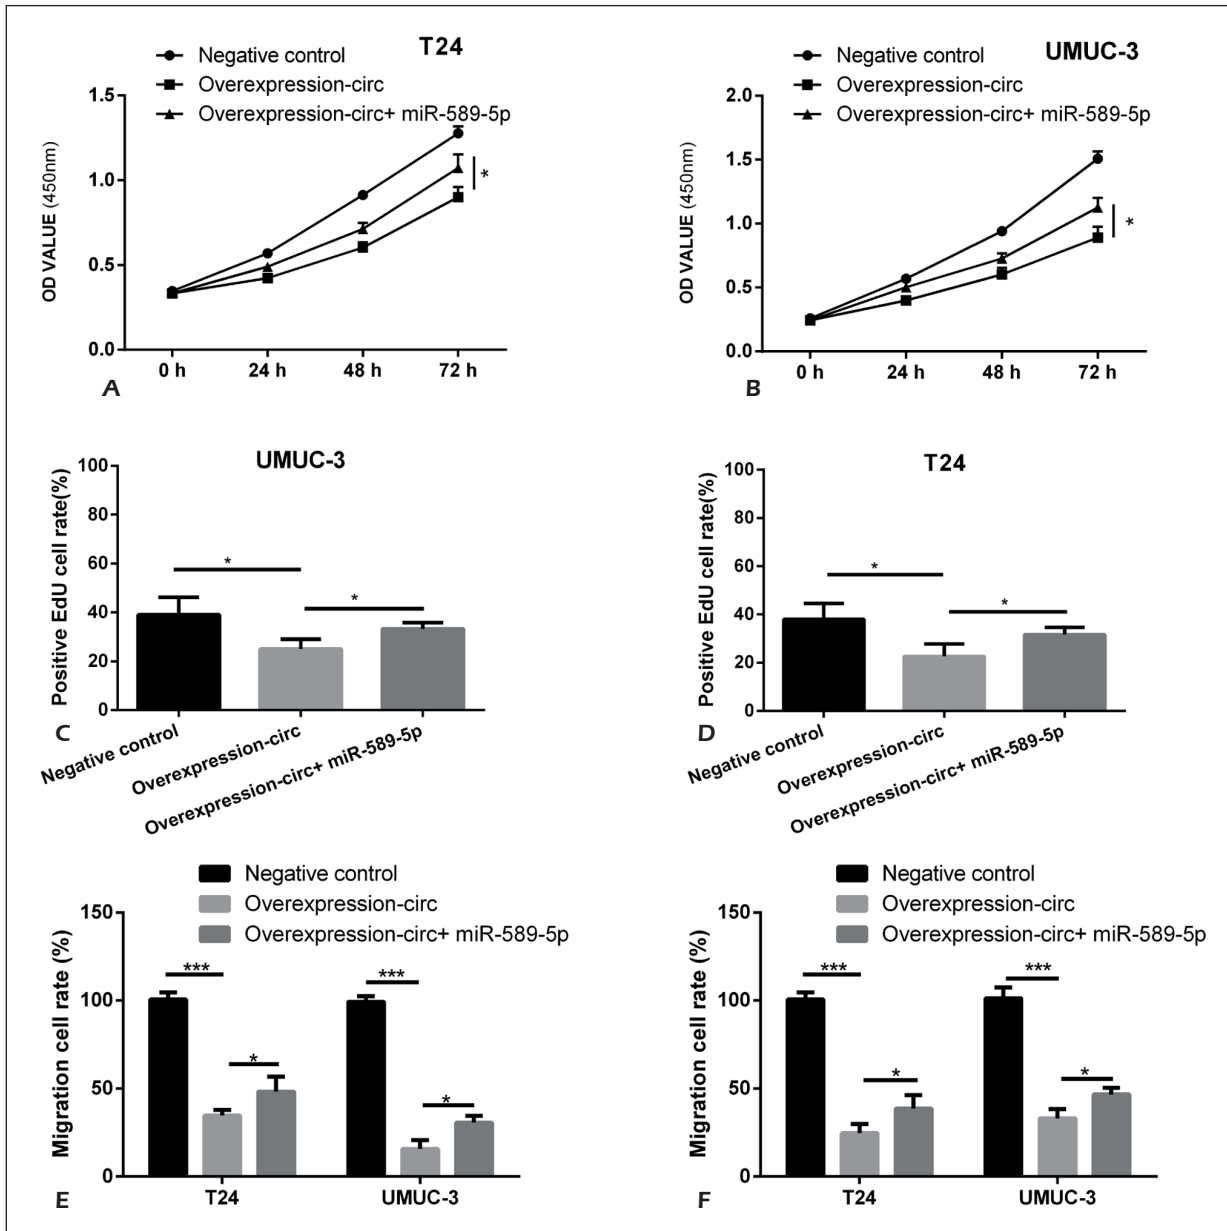 T24
Negative control
Overexpression-circ
Overexpression-circ+ miR-589-5p
OD VALUE (450nm)
1.5
1.0
0.5
0.0
*
0 h 24 h 48 h 72 h
A
UMUC-3
Negative control
Overexpression-circ
Overexpression-circ+ miR-589-5p
OD VALUE (450nm)
2.0
1.5
1.0
0.5
0.0
*
0 h 24 h 48 h 72 h
B
UMUC-3
Positive EdU cell rate(%)
100
80
60
40
20
0
*
*
Negative control
Overexpression-circ
Overexpression-circ+ miR-589-5p
C
T24
Positive EdU cell rate(%)
100
80
60
40
20
0
*
*
Negative control
Overexpression-circ
Overexpression-circ+ miR-589-5p
D
Negative control
Overexpression-circ
Overexpression-circ+ miR-589-5p
Migration cell rate (%)
150
100
50
0
***
*
***
*
T24 UMUC-3
E
Negative control
Overexpression-circ
Overexpression-circ+ miR-589-5p
Migration cell rate (%)
150
100
50
0
***
*
***
*
T24 UMUC-3
F